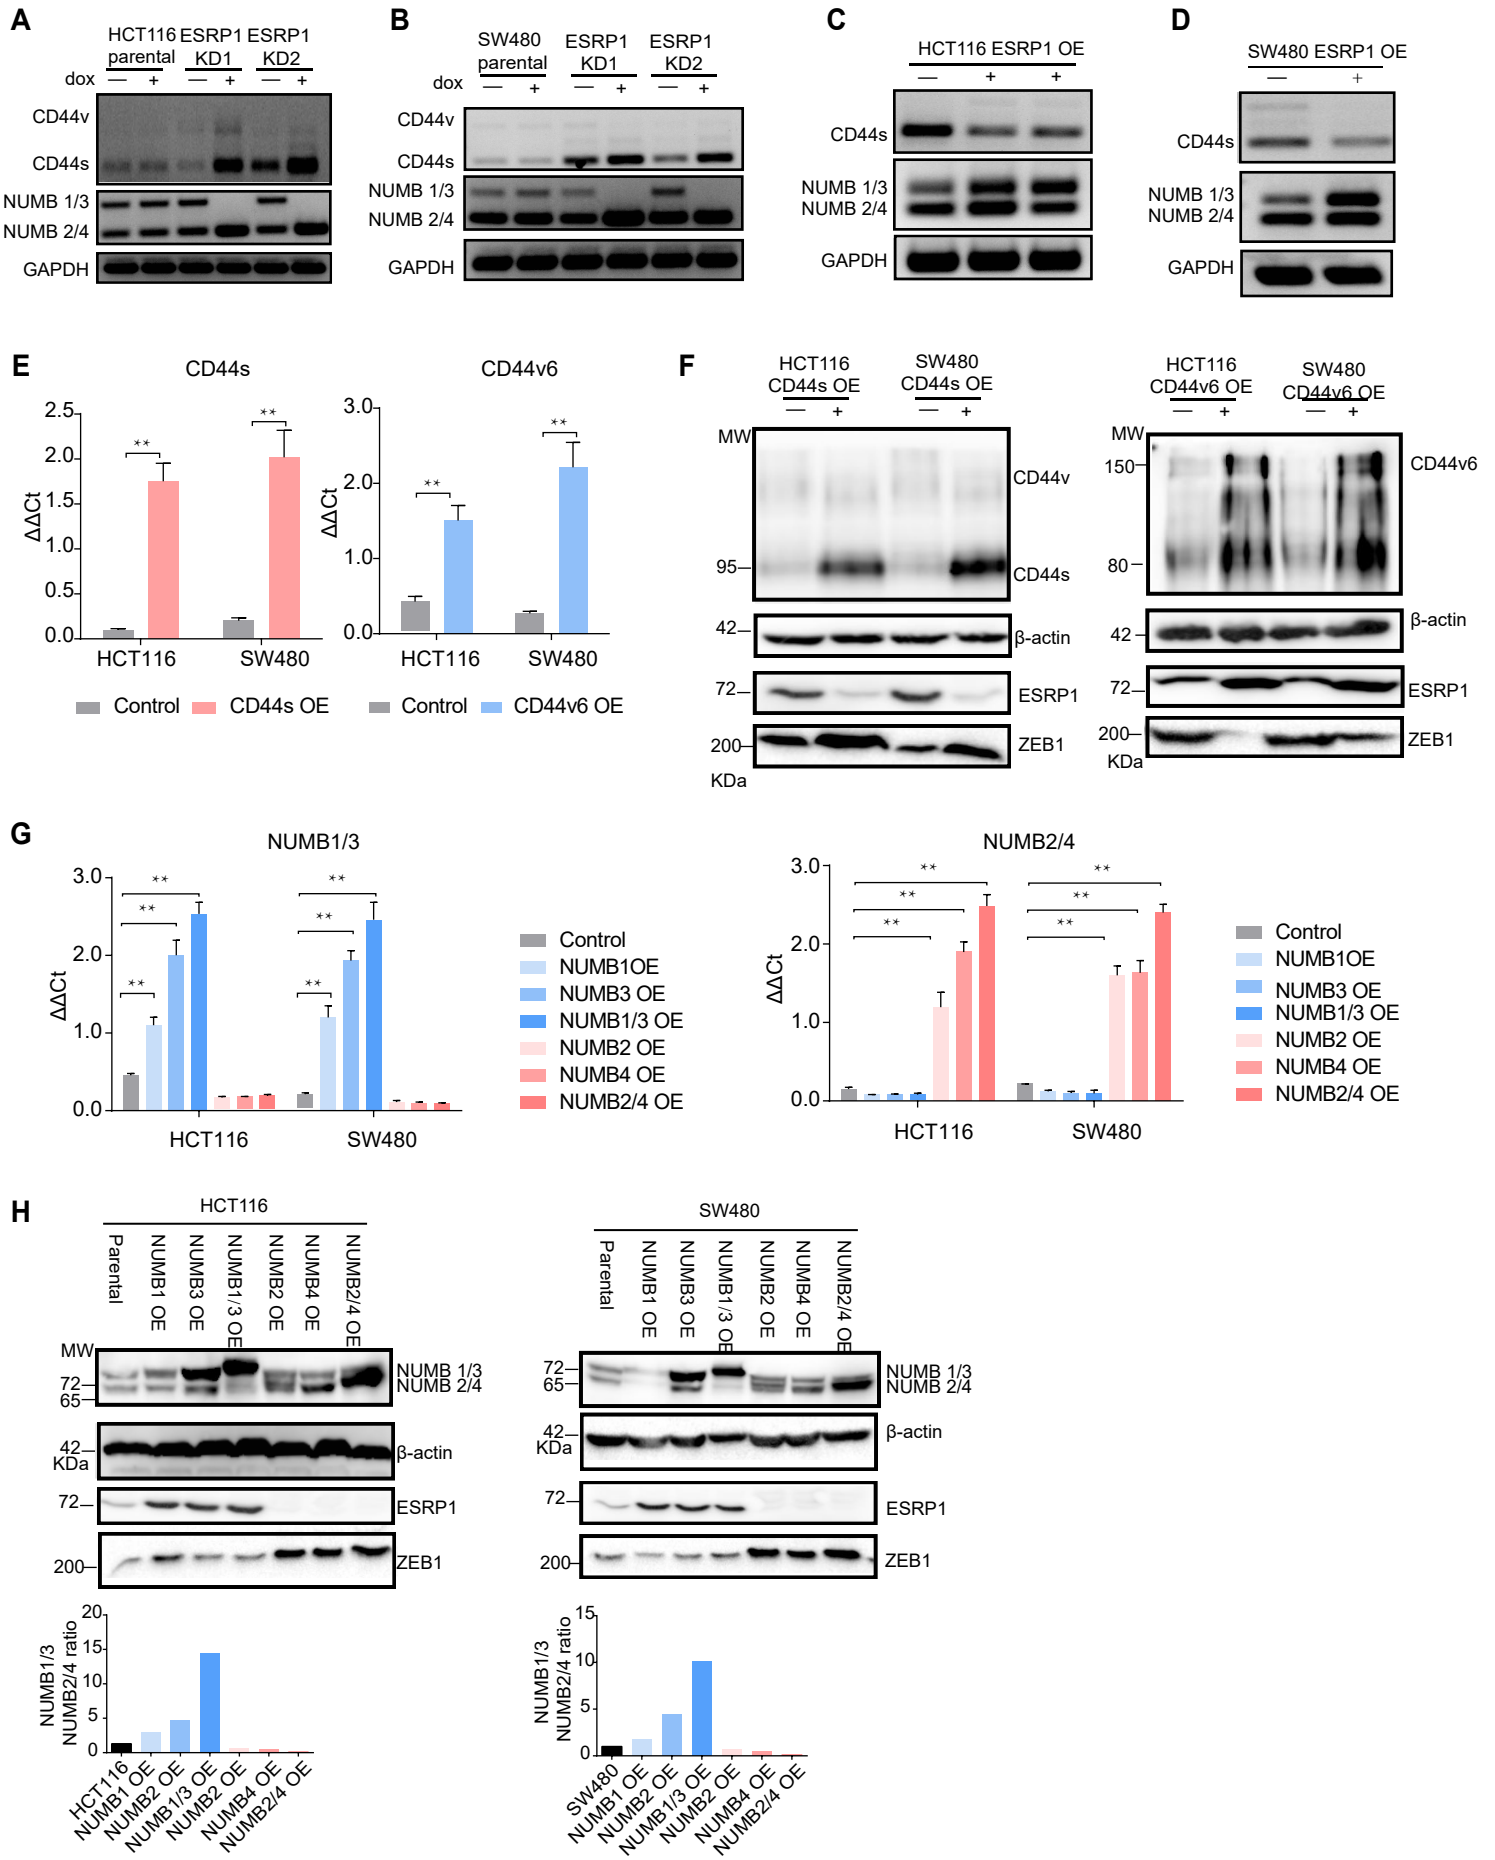 A
HCT116 ESRP1 ESRP1
parental KD1 KD2
dox — + — + — +
CD44v
CD44s
NUMB 1/3
NUMB 2/4
GAPDH
B
SW480 ESRP1 ESRP1
parental KD1 KD2
dox — + — + — +
CD44v
CD44s
NUMB 1/3
NUMB 2/4
GAPDH
C
HCT116 ESRP1 OE
— + +
CD44s
NUMB 1/3
NUMB 2/4
GAPDH
D
SW480 ESRP1 OE
— +
CD44s
NUMB 1/3
NUMB 2/4
GAPDH
E
CD44s
ΔΔCt
2.5
2.0
1.5
1.0
0.5
0.0
** **
HCT116 SW480
Control CD44s OE
CD44v6
ΔΔCt
3.0
2.0
1.0
0.0
** **
HCT116 SW480
Control CD44v6 OE
F
HCT116 SW480
CD44s OE CD44s OE
— + — +
MW
CD44v
95
CD44s
42
β-actin
72
ESRP1
200
ZEB1
KDa
HCT116 SW480
CD44v6 OE CD44v6 OE
— + — +
MW
150
CD44v6
80
42
β-actin
72
ESRP1
200
ZEB1
KDa
G
NUMB1/3
ΔΔCt
3.0
2.0
1.0
0.0
** ** **
** ** **
HCT116 SW480
Control
NUMB1OE
NUMB3 OE
NUMB1/3 OE
NUMB2 OE
NUMB4 OE
NUMB2/4 OE
NUMB2/4
ΔΔCt
3.0
2.0
1.0
0.0
** ** **
** ** **
HCT116 SW480
Control
NUMB1OE
NUMB3 OE
NUMB1/3 OE
NUMB2 OE
NUMB4 OE
NUMB2/4 OE
H
HCT116
Parental
NUMB1 OE
NUMB3 OE
NUMB1/3 OE
NUMB2 OE
NUMB4 OE
NUMB2/4 OE
MW
72
65
NUMB 1/3
NUMB 2/4
42
KDa
β-actin
72
ESRP1
200
ZEB1
NUMB1/3
NUMB2/4 ratio
20
15
10
5
0
HCT116
NUMB1 OE
NUMB2 OE
NUMB1/3 OE
NUMB2 OE
NUMB4 OE
NUMB2/4 OE
SW480
Parental
NUMB1 OE
NUMB3 OE
NUMB1/3 OE
NUMB2 OE
NUMB4 OE
NUMB2/4 OE
72
65
NUMB 1/3
NUMB 2/4
42
KDa
β-actin
72
ESRP1
200
ZEB1
NUMB1/3
NUMB2/4 ratio
15
10
5
0
SW480
NUMB1 OE
NUMB2 OE
NUMB1/3 OE
NUMB2 OE
NUMB4 OE
NUMB2/4 OE